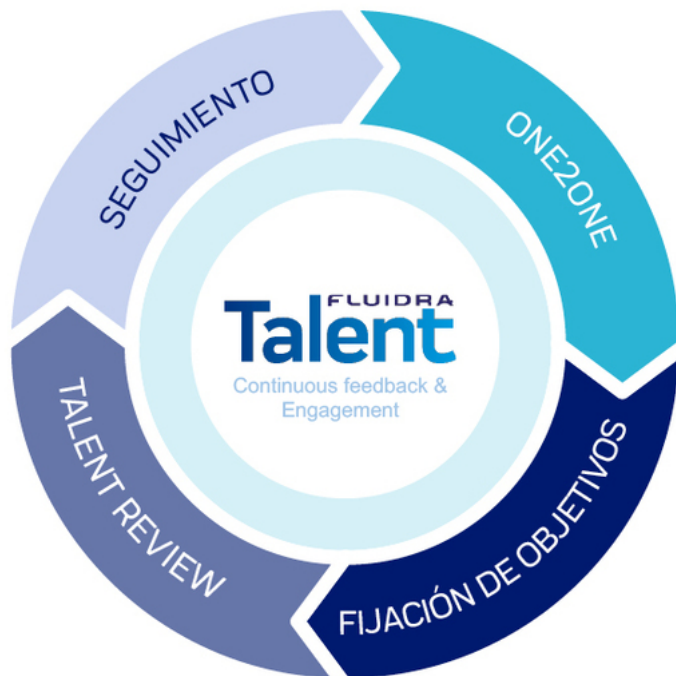 SEGUIMIENTO
ONE2ONE
FLUIDRA
Talent
Continuous feedback &
Engagement
TALENT REVIEW
FIJACIÓN DE OBJETIVOS